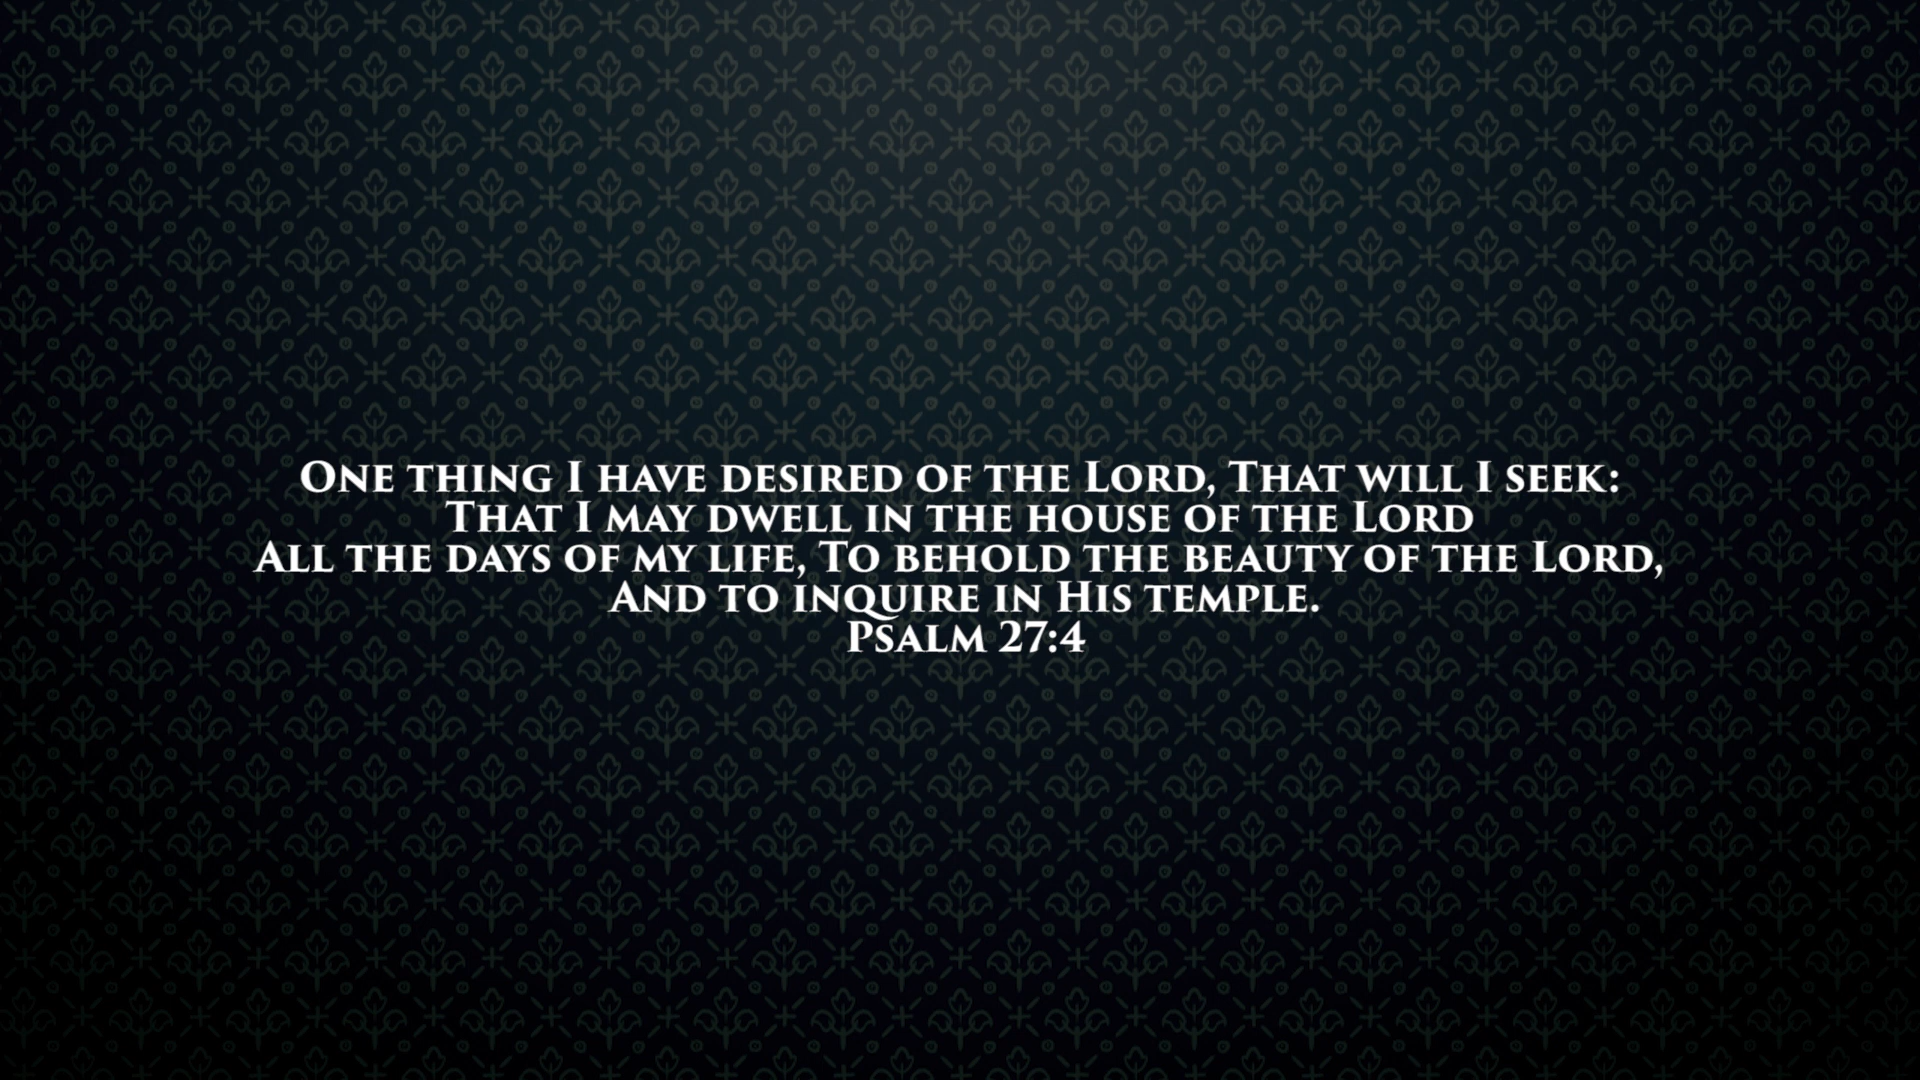 One thing I have desired of the Lord, That will I seek:
That I may dwell in the house of the Lord
All the days of my life, To behold the beauty of the Lord,
And to inquire in His temple.
Psalm 27:4